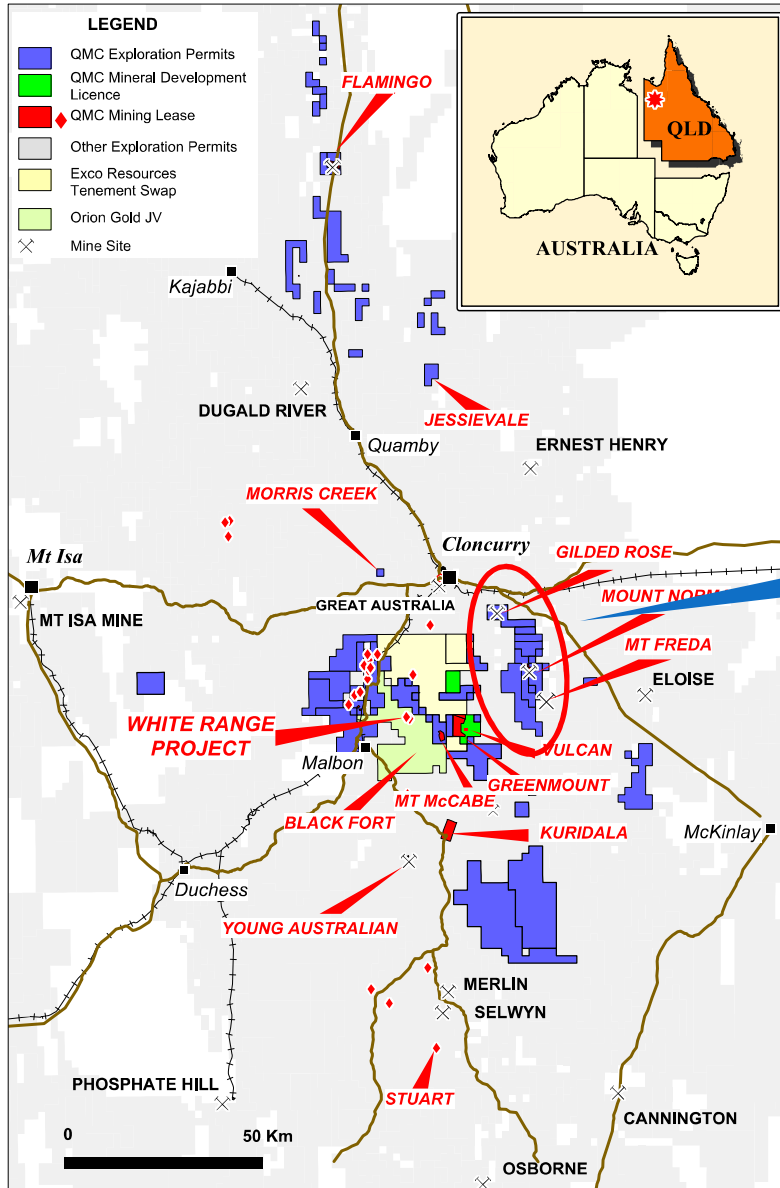 LEGEND
QMC Exploration Permits
QMC Mineral Development
Licence
QMC Mining Lease
Other Exploration Permits
Exco Resources
Tenement Swap
Orion Gold JV
Mine Site
FLAMINGO
QLD
AUSTRALIA
Kajabbi
DUGALD RIVER
JESSIEVALE
Quamby
ERNEST HENRY
MORRIS CREEK
Mt Isa
Cloncurry
GILDED ROSE
MT ISA MINE
GREAT AUSTRALIA
MOUNT NORM
MT FREDA
ELOISE
WHITE RANGE
PROJECT
Malbon
VULCAN
GREENMOUNT
MT McCABE
BLACK FORT
KURIDALA
McKinlay
Duchess
YOUNG AUSTRALIAN
MERLIN
SELWYN
PHOSPHATE HILL
STUART
CANNINGTON
0 50 Km
OSBORNE